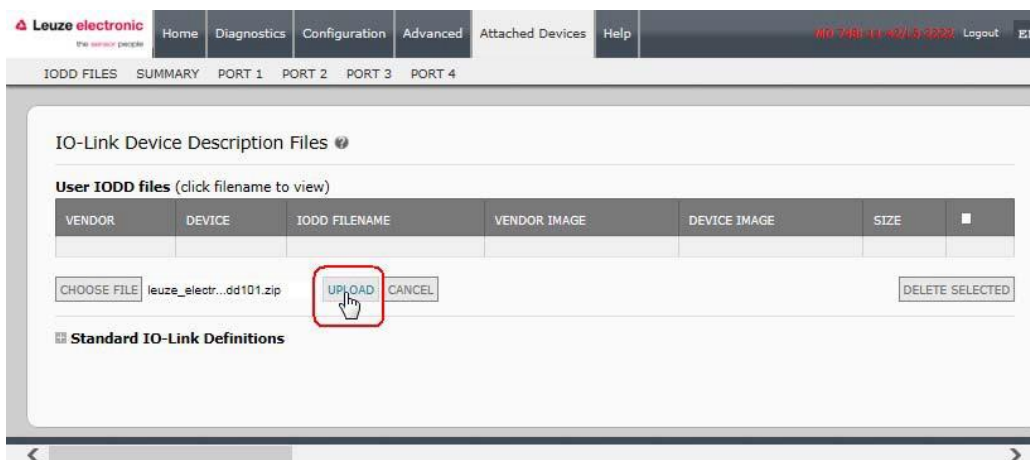 Leuze electronic
the sensor people
Home Diagnostics Configuration Advanced Attached Devices Help
Logout
IODD FILES SUMMARY PORT 1 PORT 2 PORT 3 PORT 4
IO-Link Device Description Files
User IODD files (click filename to view)
VENDOR DEVICE IODD FILENAME VENDOR IMAGE DEVICE IMAGE SIZE
CHOOSE FILE leuze_electr...dd101.zip UPLOAD CANCEL DELETE SELECTED
Standard IO-Link Definitions